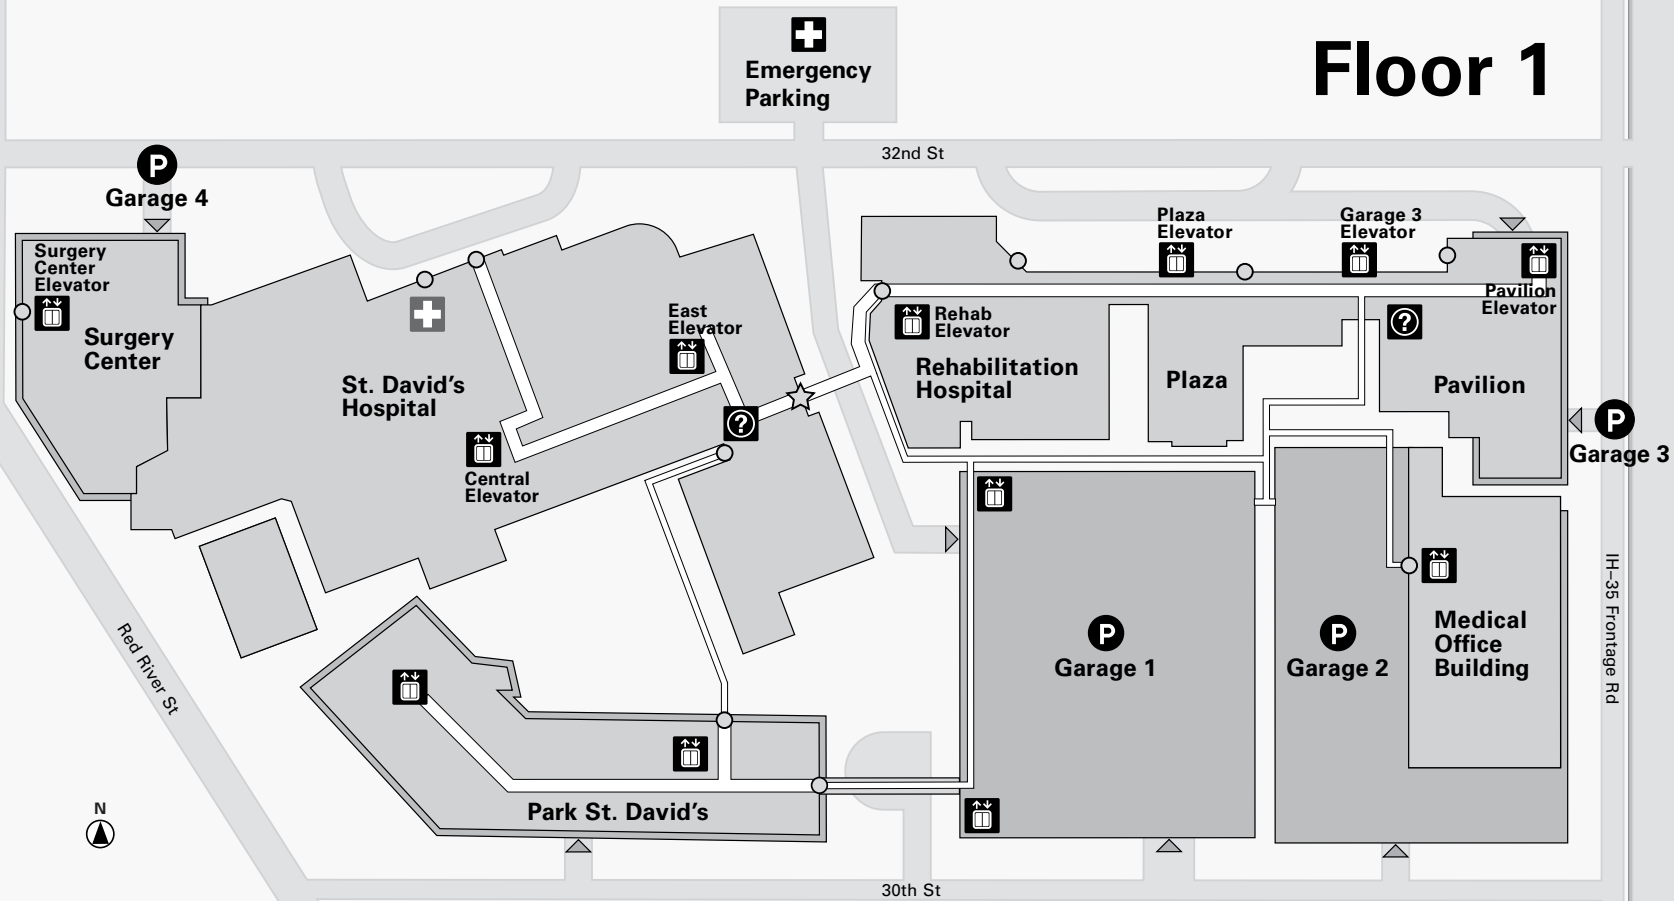 Floor 1
Emergency
Parking
32nd St
P
Garage 4
Surgery
Center
Elevator
Surgery
Center
St. David's
Hospital
East
Elevator
?
Central
Elevator
Plaza
Elevator
Garage 3
Elevator
Pavilion
Elevator
Rehab
Elevator
?
Rehabilitation
Hospital
Plaza
Pavilion
P
Garage 3
IH–35 Frontage Rd
Red River St
P
Garage 1
P
Garage 2
Medical
Office
Building
Park St. David's
N
30th St